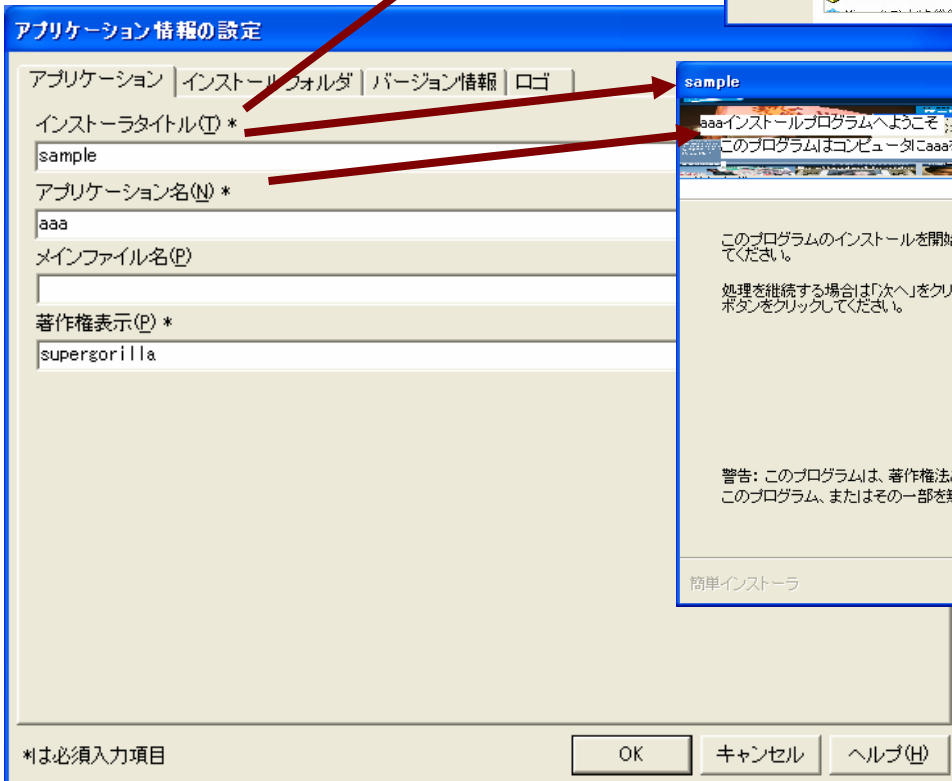 アプリケーション情報の設定
アプリケーション
インストールフォルダ
バージョン情報
ロゴ
インストーラタイトル(T) *
sample
アプリケーション名(N) *
aaa
メインファイル名(P)
著作権表示(P) *
supergorilla
*は必須入力項目
OK
キャンセル
ヘルプ(H)
sample
aaaインストールプログラムへようこそ
このプログラムはコンピュータにaaaを
このプログラムのインストールを開始
てください。
処理を継続する場合は「次へ」をクリ
ボタンをクリックしてください。
警告: このプログラムは、著作権法
このプログラム、またはその一部を無
簡単インストーラ